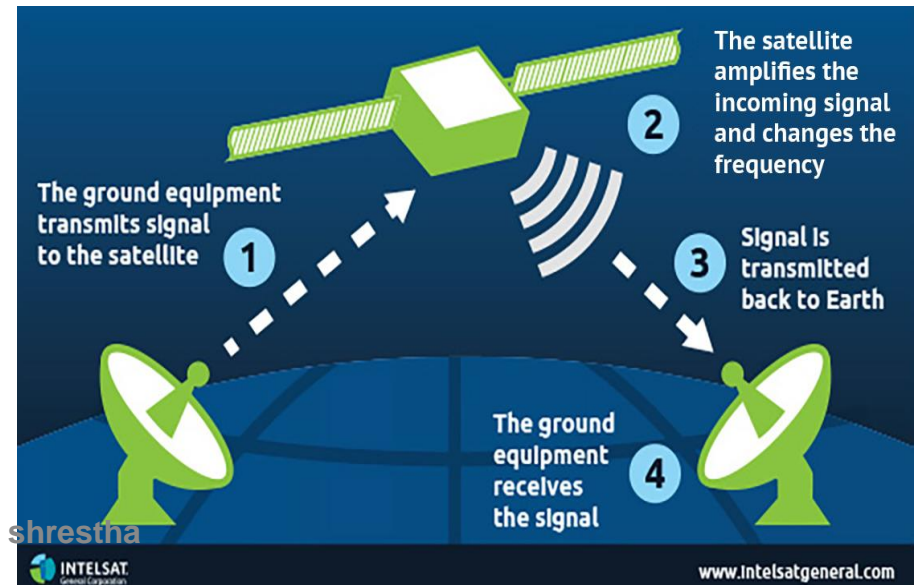 The ground equipment
transmits signal
to the satellite
1
2
The satellite
amplifies the
incoming signal
and changes the
frequency
3
Signal is
transmitted
back to Earth
The ground
equipment
receives
the signal
4
shrestha
INTELSAT
General Corporation
www.intelsatgeneral.com